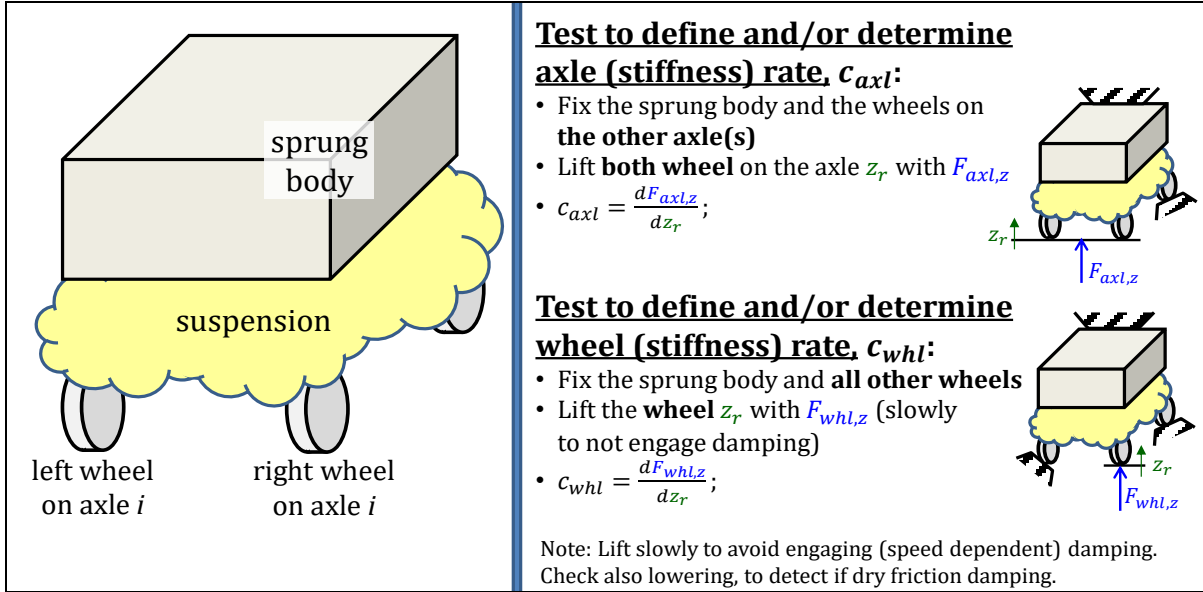 sprung
body
suspension
left wheel
on axle i
right wheel
on axle i
Test to define and/or determine
axle (stiffness) rate, c_axl:
• Fix the sprung body and the wheels on
the other axle(s)
• Lift both wheel on the axle z_r with F_axl,z
• c_axl = dF_axl,z / dz_r ;
z_r
F_axl,z
Test to define and/or determine
wheel (stiffness) rate, c_whl:
• Fix the sprung body and all other wheels
• Lift the wheel z_r with F_whl,z (slowly
to not engage damping)
• c_whl = dF_whl,z / dz_r ;
z_r
F_whl,z
Note: Lift slowly to avoid engaging (speed dependent) damping.
Check also lowering, to detect if dry friction damping.